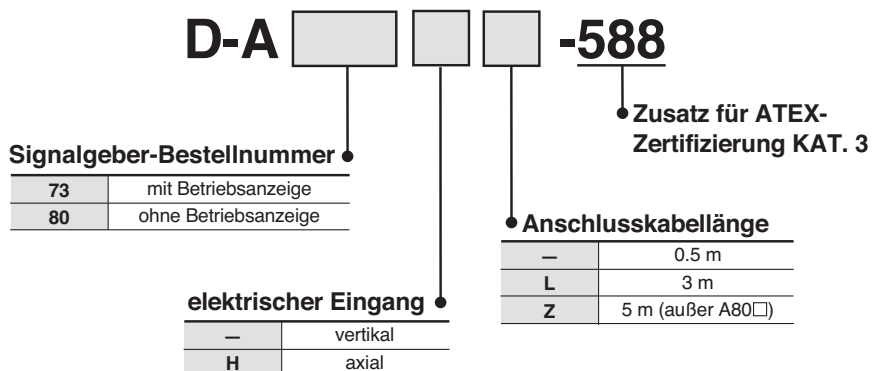 D-A -588
Zusatz für ATEX-
Zertifizierung KAT. 3
Signalgeber-Bestellnummer
73 mit Betriebsanzeige
80 ohne Betriebsanzeige
Anschlusskabellänge
– 0.5 m
L 3 m
Z 5 m (außer A80□)
elektrischer Eingang
– vertikal
H axial